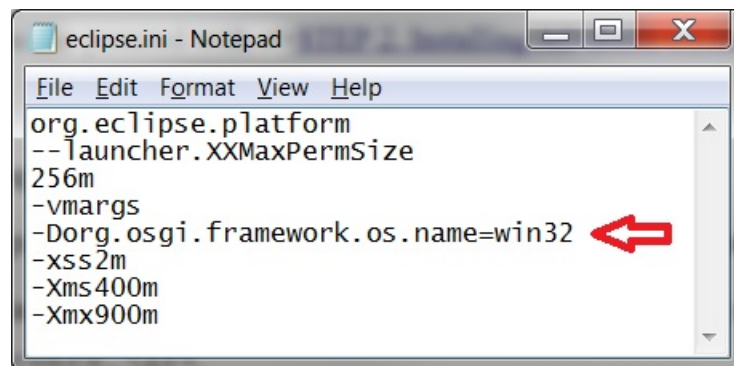 eclipse.ini - Notepad
File Edit Format View Help
org.eclipse.platform
--launcher.XXMaxPermSize
256m
-vmargs
-Dorg.osgi.framework.os.name=win32
-xss2m
-Xms400m
-Xmx900m